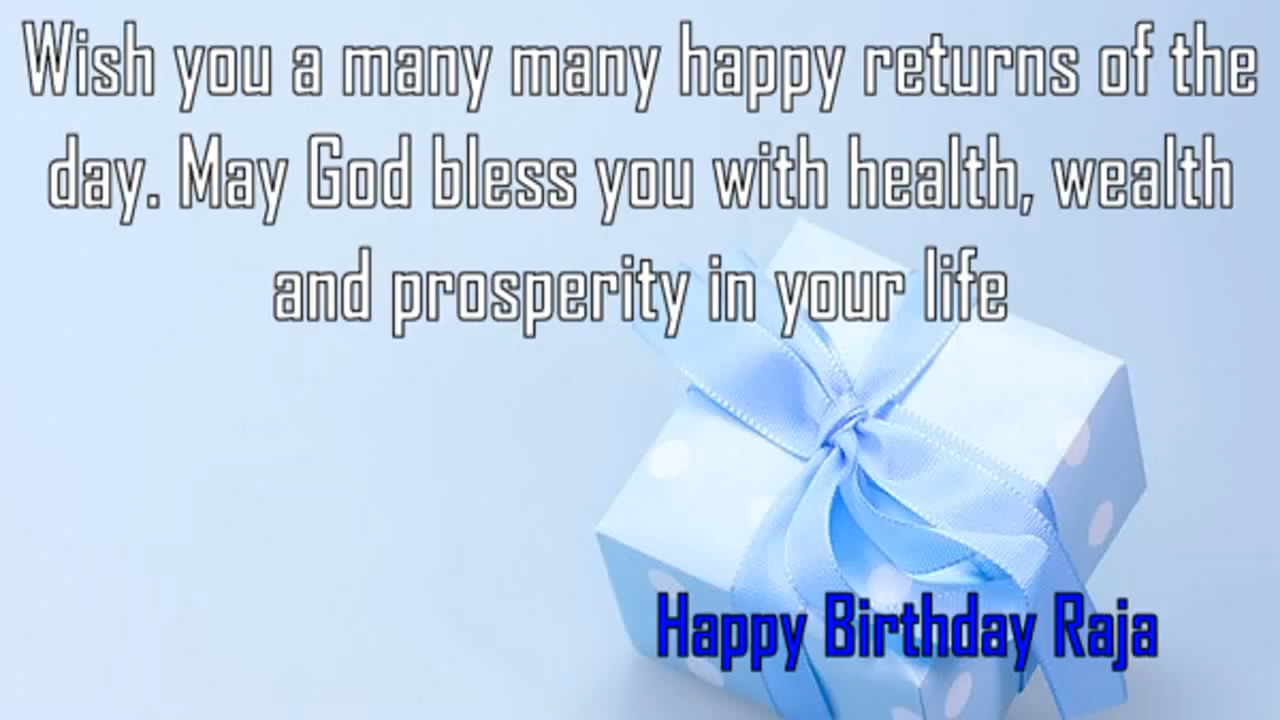 Wish you a many many happy returns of the
day. May God bless you with health, wealth
and prosperity in your life
Happy Birthday Raja